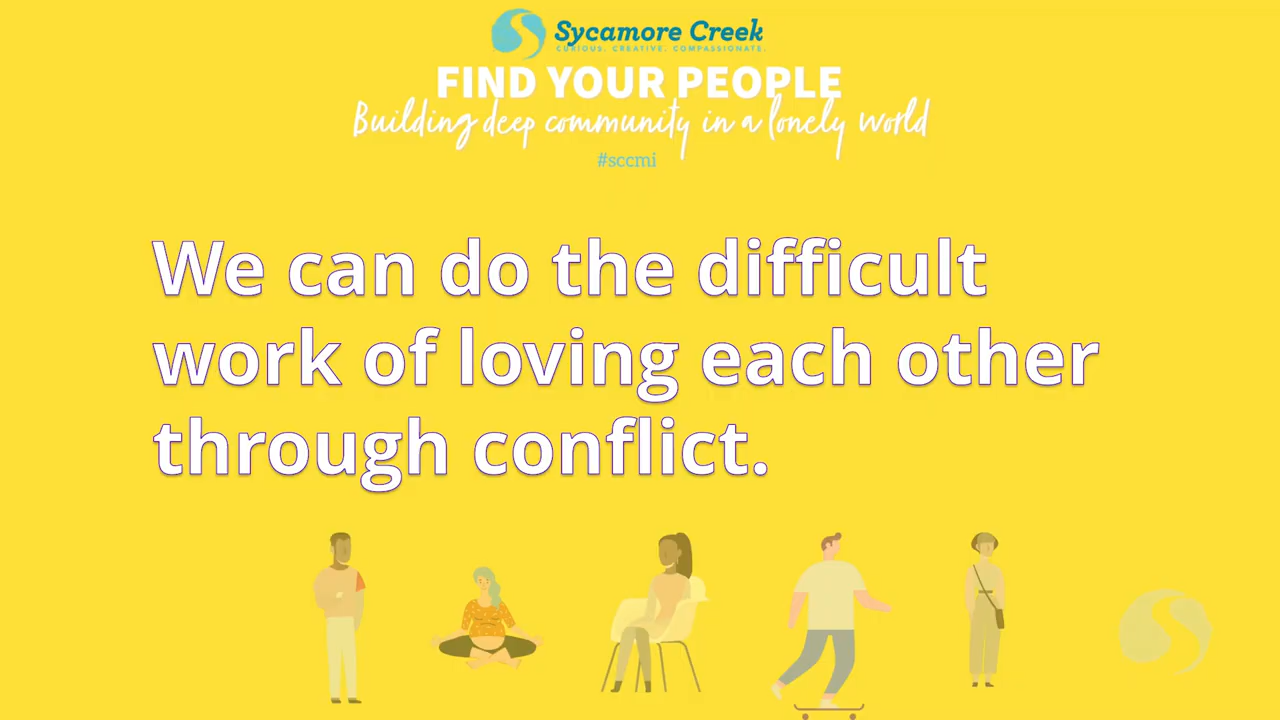 Sycamore Creek
CURIOUS. CREATIVE. COMPASSIONATE.
FIND YOUR PEOPLE
Building deep community in a lonely world
#sccmi
We can do the difficult
work of loving each other
through conflict.